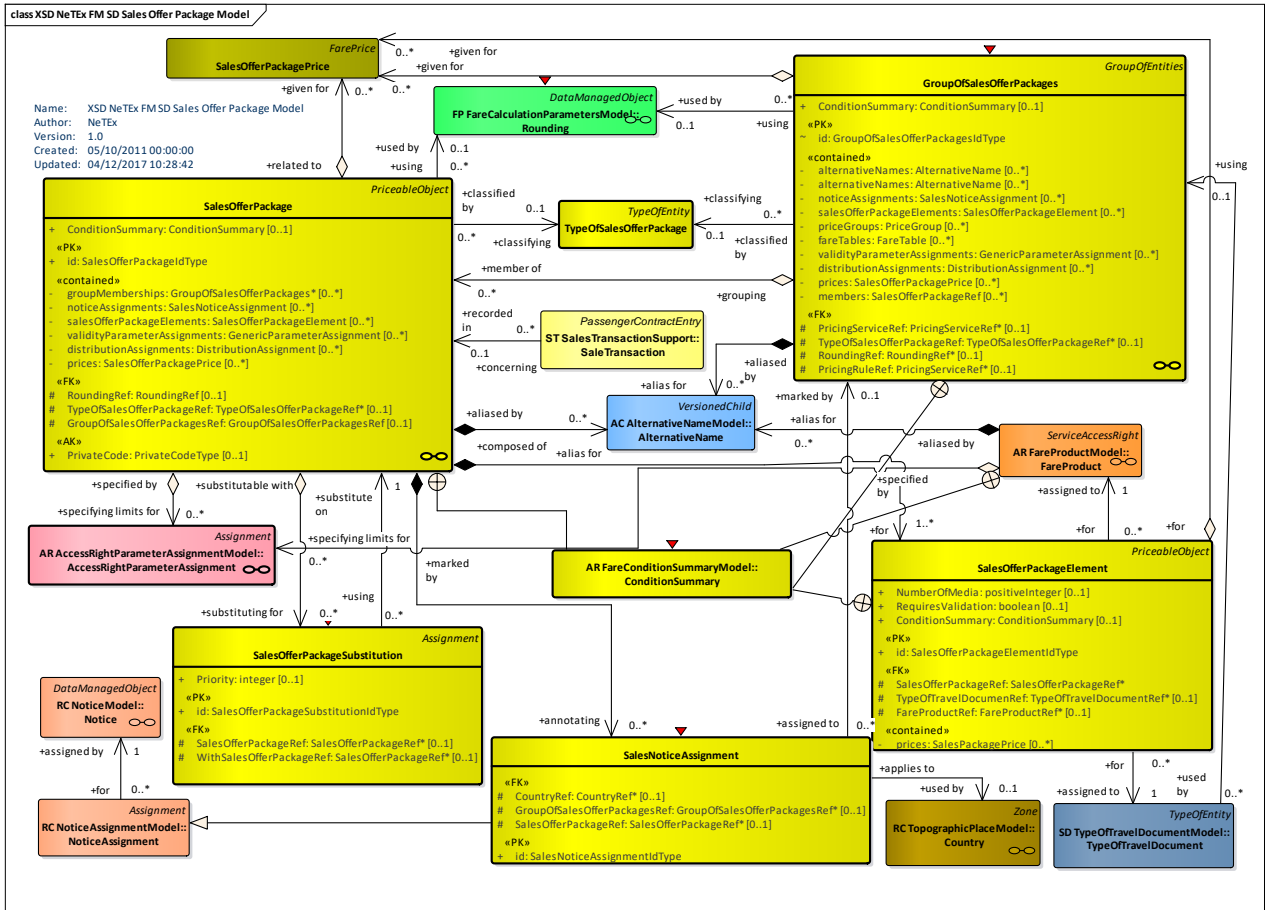 class XSD NeTEx FM SD Sales Offer Package Model
FarePrice
SalesOfferPackagePrice
0..*
+given for
+given for
0..*
+given for
0..*
Name: XSD NeTEx FM SD Sales Offer Package Model
Author: NeTEx
Version: 1.0
Created: 05/10/2011 00:00:00
Updated: 04/12/2017 10:28:42
DataManagedObject
FP FareCalculationParametersModel::
Rounding
+used by
0..*
0..1
+using
+used by
0..1
+using
0..*
+related to
GroupOfEntities
GroupOfSalesOfferPackages
+ ConditionSummary: ConditionSummary [0..1]
«PK»
~ id: GroupOfSalesOfferPackagesIdType
«contained»
- alternativeNames: AlternativeName [0..*]
- alternativeNames: AlternativeName [0..*]
- noticeAssignments: SalesNoticeAssignment [0..*]
- salesOfferPackageElements: SalesOfferPackageElement [0..*]
- priceGroups: PriceGroup [0..*]
- fareTables: FareTable [0..*]
- validityParameterAssignments: GenericParameterAssignment [0..*]
- distributionAssignments: DistributionAssignment [0..*]
- prices: SalesOfferPackagePrice [0..*]
- members: SalesOfferPackageRef [0..*]
«FK»
# PricingServiceRef: PricingServiceRef* [0..1]
# TypeOfSalesOfferPackageRef: TypeOfSalesOfferPackageRef* [0..1]
# RoundingRef: RoundingRef* [0..1]
# PricingRuleRef: PricingServiceRef* [0..1]
+using
0..1
PriceableObject
SalesOfferPackage
+ ConditionSummary: ConditionSummary [0..1]
«PK»
+ id: SalesOfferPackageIdType
«contained»
- groupMemberships: GroupOfSalesOfferPackages* [0..*]
- noticeAssignments: SalesNoticeAssignment [0..*]
- salesOfferPackageElements: SalesOfferPackageElement [0..*]
- validityParameterAssignments: GenericParameterAssignment [0..*]
- distributionAssignments: DistributionAssignment [0..*]
- prices: SalesOfferPackagePrice [0..*]
«FK»
# RoundingRef: RoundingRef [0..1]
# TypeOfSalesOfferPackageRef: TypeOfSalesOfferPackageRef* [0..1]
# GroupOfSalesOfferPackagesRef: GroupOfSalesOfferPackagesRef [0..1]
«AK»
+ PrivateCode: PrivateCodeType [0..1]
+classified
by
0..1
0..*
+classifying
TypeOfEntity
TypeOfSalesOfferPackage
+classifying
0..*
0..1
+classified
by
+member of
0..*
+grouping
+recorded
in
0..*
0..1
+concerning
PassengerContractEntry
ST SalesTransactionSupport::
SaleTransaction
+aliased
by
+alias for
0..*
VersionedChild
AC AlternativeNameModel::
AlternativeName
+aliased by
0..*
+composed of
+alias for
+marked by
0..1
+alias for
0..*
+aliased by
ServiceAccessRight
AR FareProductModel::
FareProduct
+specified
by
+assigned to
1
+for
1..*
+for
0..*
+for
+specified by
+substitutable with
+substitute
on
1
+specifying limits for
0..*
Assignment
AR AccessRightParameterAssignmentModel::
AccessRightParameterAssignment
+specifying limits for
0..*
+marked
by
+using
+substituting for
0..*
0..*
AR FareConditionSummaryModel::
ConditionSummary
PriceableObject
SalesOfferPackageElement
+ NumberOfMedia: positiveInteger [0..1]
+ RequiresValidation: boolean [0..1]
+ ConditionSummary: ConditionSummary [0..1]
«PK»
+ id: SalesOfferPackageElementIdType
«FK»
# SalesOfferPackageRef: SalesOfferPackageRef*
# TypeOfTravelDocumenRef: TypeOfTravelDocumentRef* [0..1]
# FareProductRef: FareProductRef* [0..1]
«contained»
- prices: SalesPackagePrice [0..*]
Assignment
SalesOfferPackageSubstitution
+ Priority: integer [0..1]
«PK»
+ id: SalesOfferPackageSubstitutionIdType
«FK»
# SalesOfferPackageRef: SalesOfferPackageRef* [0..1]
# WithSalesOfferPackageRef: SalesOfferPackageRef* [0..1]
DataManagedObject
RC NoticeModel::
Notice
+assigned by
1
+for
0..*
Assignment
RC NoticeAssignmentModel::
NoticeAssignment
+annotating
0..*
+assigned to
0..*
SalesNoticeAssignment
«FK»
# CountryRef: CountryRef* [0..1]
# GroupOfSalesOfferPackagesRef: GroupOfSalesOfferPackagesRef* [0..1]
# SalesOfferPackageRef: SalesOfferPackageRef* [0..1]
«PK»
+ id: SalesNoticeAssignmentIdType
+applies to
+used by
0..1
Zone
RC TopographicPlaceModel::
Country
+for
0..*
+assigned to
1
+used
by
0..*
TypeOfEntity
SD TypeOfTravelDocumentModel::
TypeOfTravelDocument